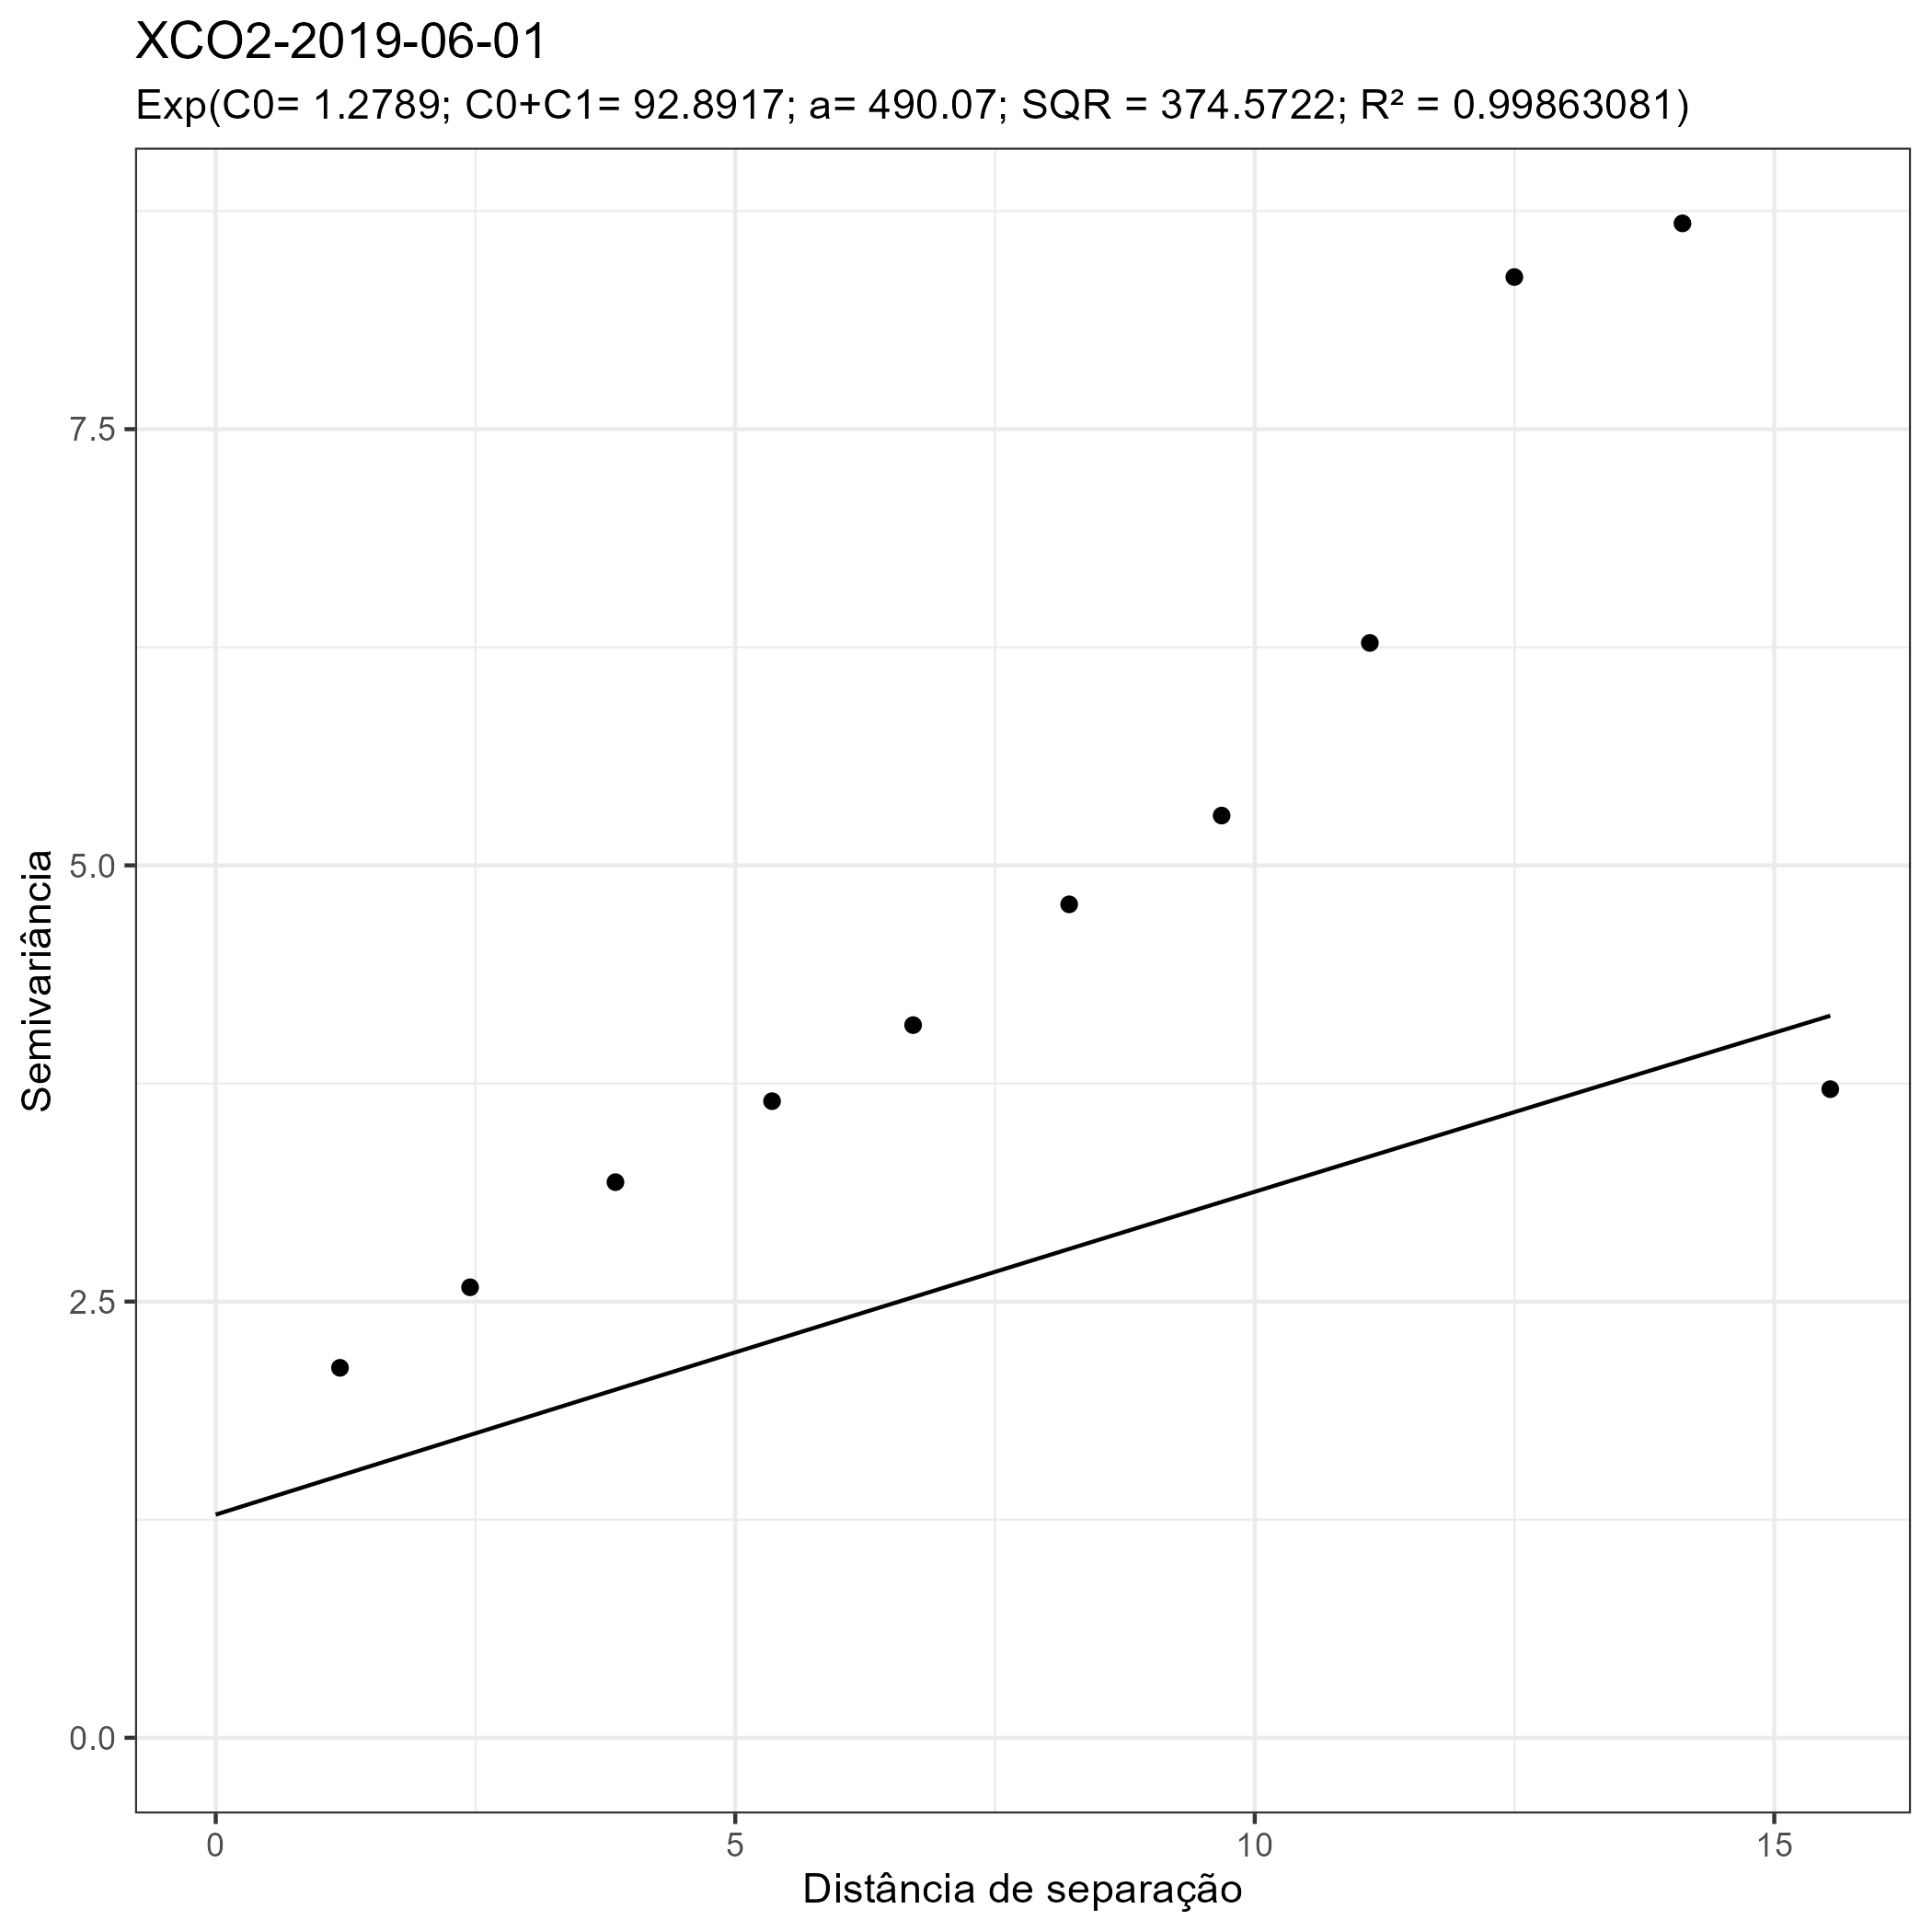 XCO2-2019-06-01
Exp(C0= 1.2789; C0+C1= 92.8917; a= 490.07; SQR = 374.5722; R² = 0.99863081)
Semivariância
7.5
5.0
2.5
0.0
0
5
10
15
Distância de separação